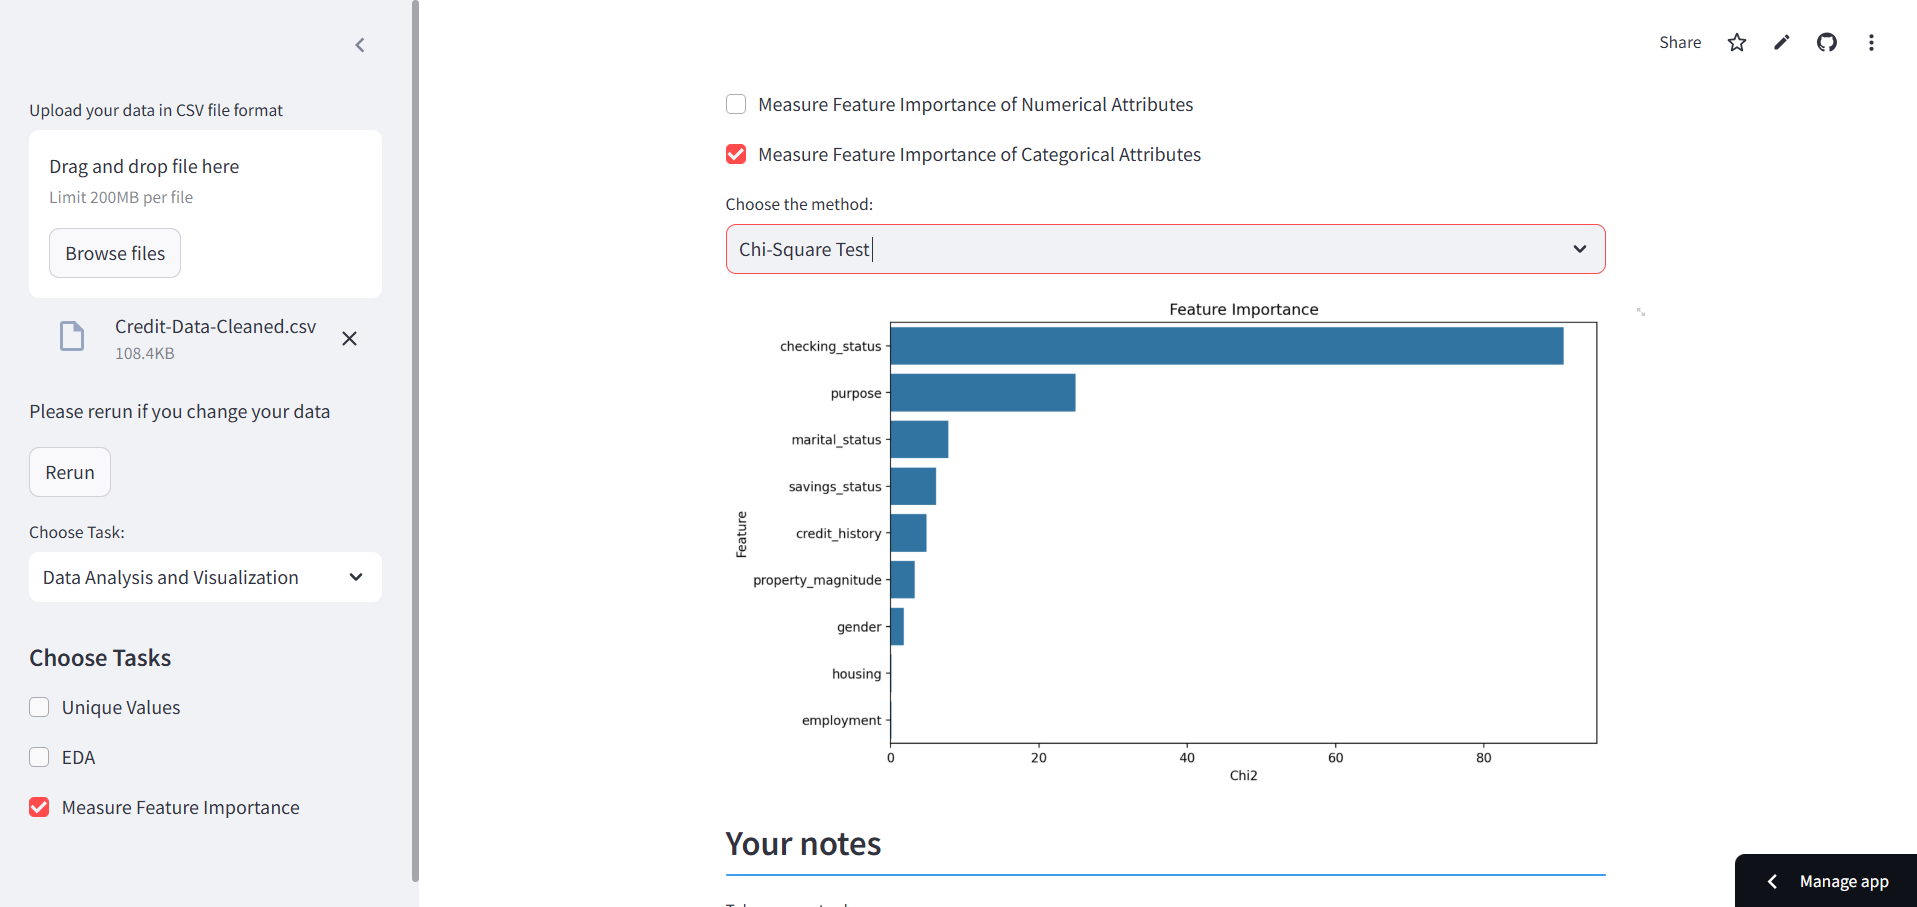 Upload your data in CSV file format
Drag and drop file here
Limit 200MB per file
Browse files
Credit-Data-Cleaned.csv
108.4KB
Please rerun if you change your data
Rerun
Choose Task:
Data Analysis and Visualization
Choose Tasks
Unique Values
EDA
Measure Feature Importance
Share
Measure Feature Importance of Numerical Attributes
Measure Feature Importance of Categorical Attributes
Choose the method:
Chi-Square Test
Feature Importance
checking_status
purpose
marital_status
savings_status
credit_history
property_magnitude
gender
housing
employment
Feature
0 20 40 60 80
Chi2
Your notes
Manage app